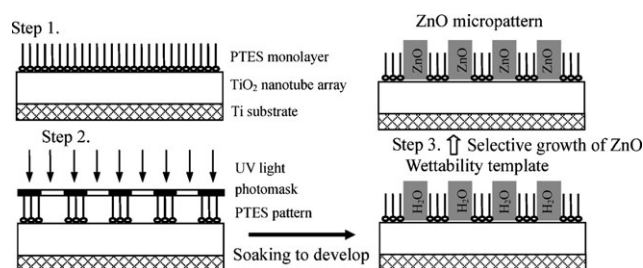 Step 1.
PTES monolayer
TiO₂ nanotube array
Ti substrate
Step 2.
UV light
photomask
PTES pattern
Soaking to develop
ZnO micropattern
ZnO ZnO ZnO ZnO
Step 3. Selective growth of ZnO
Wettability template
H₂O H₂O H₂O H₂O